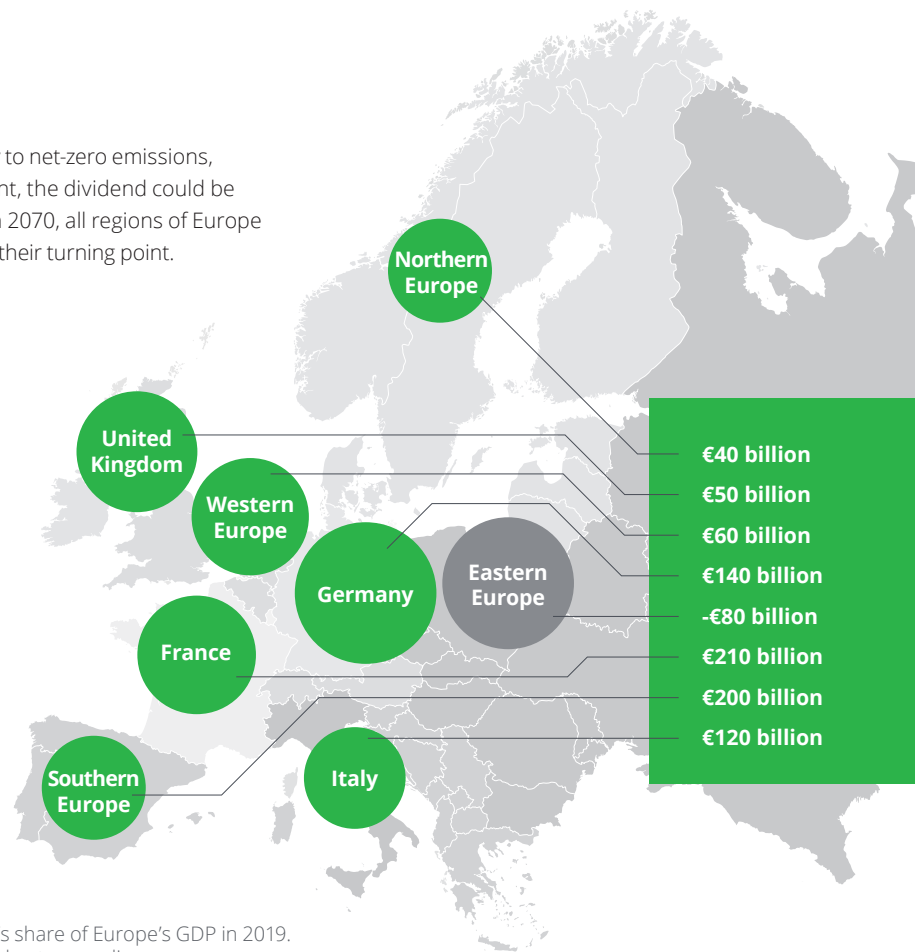 to net-zero emissions,
the dividend could be
2070, all regions of Europe
their turning point.
Northern
Europe
United
Kingdom
Western
Europe
Germany
Eastern
Europe
France
Southern
Europe
Italy
€40 billion
€50 billion
€60 billion
€140 billion
-€80 billion
€210 billion
€200 billion
€120 billion
share of Europe’s GDP in 2019.